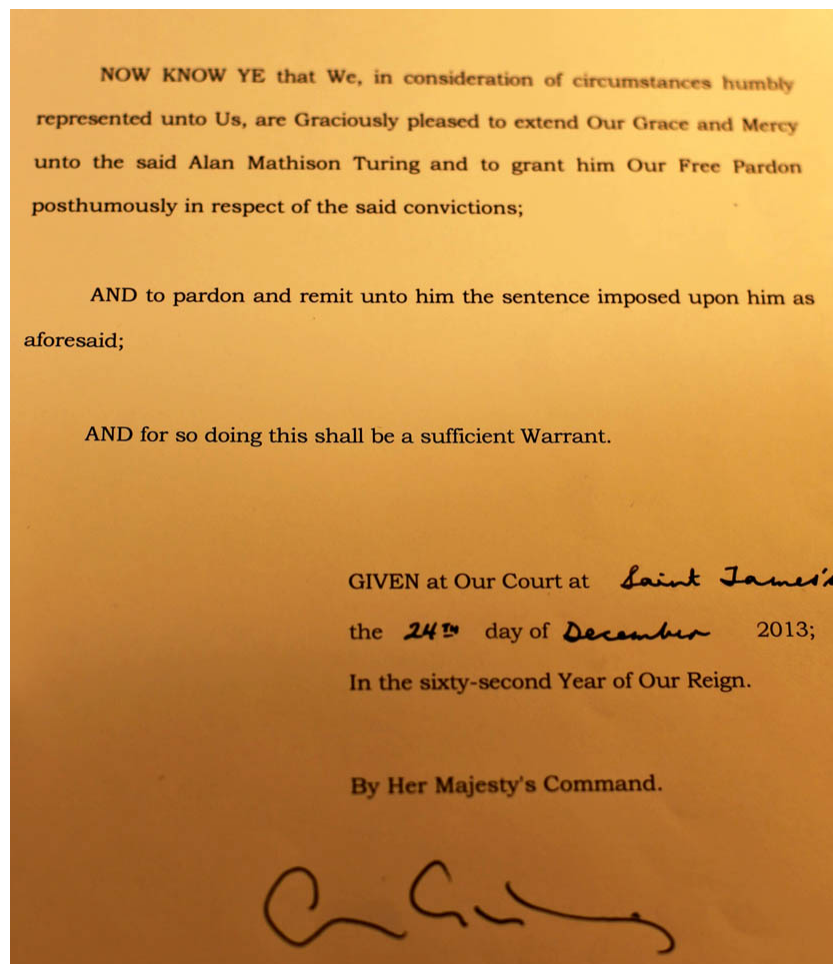 NOW KNOW YE that We, in consideration of circumstances humbly
represented unto Us, are Graciously pleased to extend Our Grace and Mercy
unto the said Alan Mathison Turing and to grant him Our Free Pardon
posthumously in respect of the said convictions;
AND to pardon and remit unto him the sentence imposed upon him as
aforesaid;
AND for so doing this shall be a sufficient Warrant.
GIVEN at Our Court at Saint James's
the 24TH day of December 2013;
In the sixty-second Year of Our Reign.
By Her Majesty's Command.